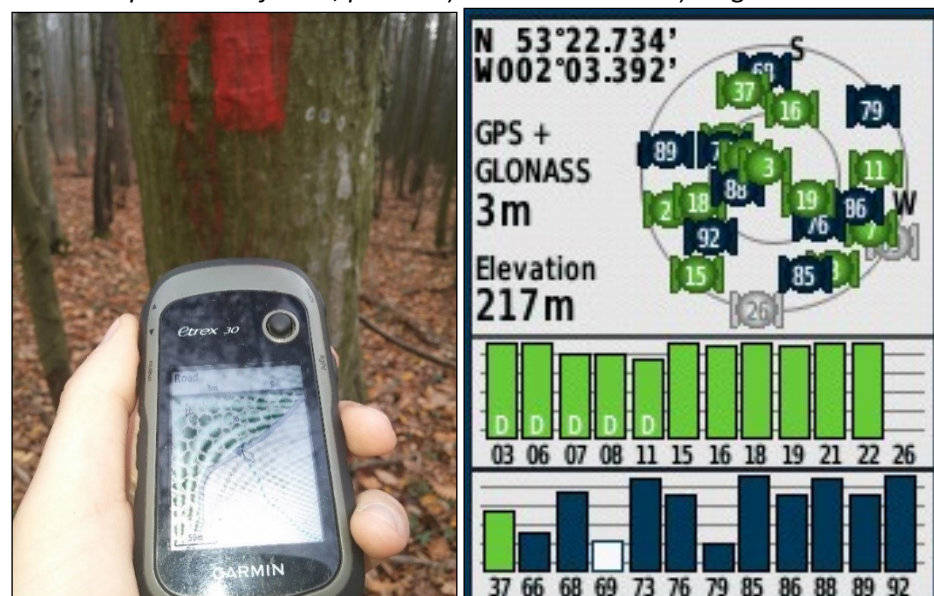 etrex 30
Road
GARMIN
N 53°22.734'
W002°03.392'
GPS +
GLONASS
3m
Elevation
217m
S
69
37
16
79
89
3
11
88
2
18
19
86
W
76
92
7
15
85
26
D D D D D
03 06 07 08 11 15 16 18 19 21 22 26
37 66 68 69 73 76 79 85 86 88 89 92